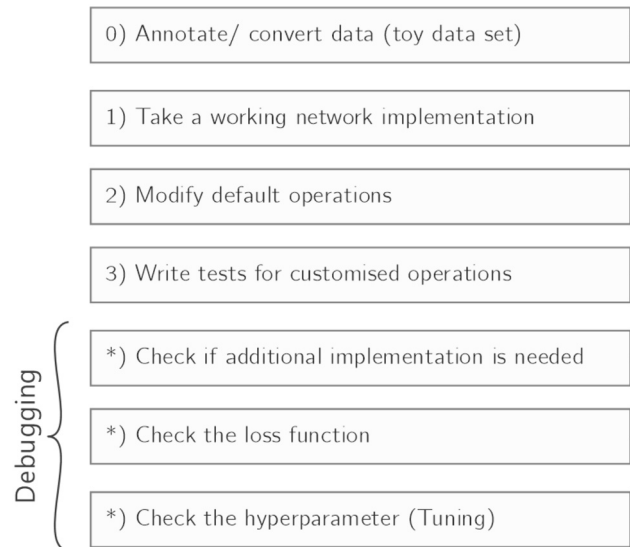 0) Annotate/ convert data (toy data set)
1) Take a working network implementation
2) Modify default operations
3) Write tests for customised operations
Debugging
*) Check if additional implementation is needed
*) Check the loss function
*) Check the hyperparameter (Tuning)